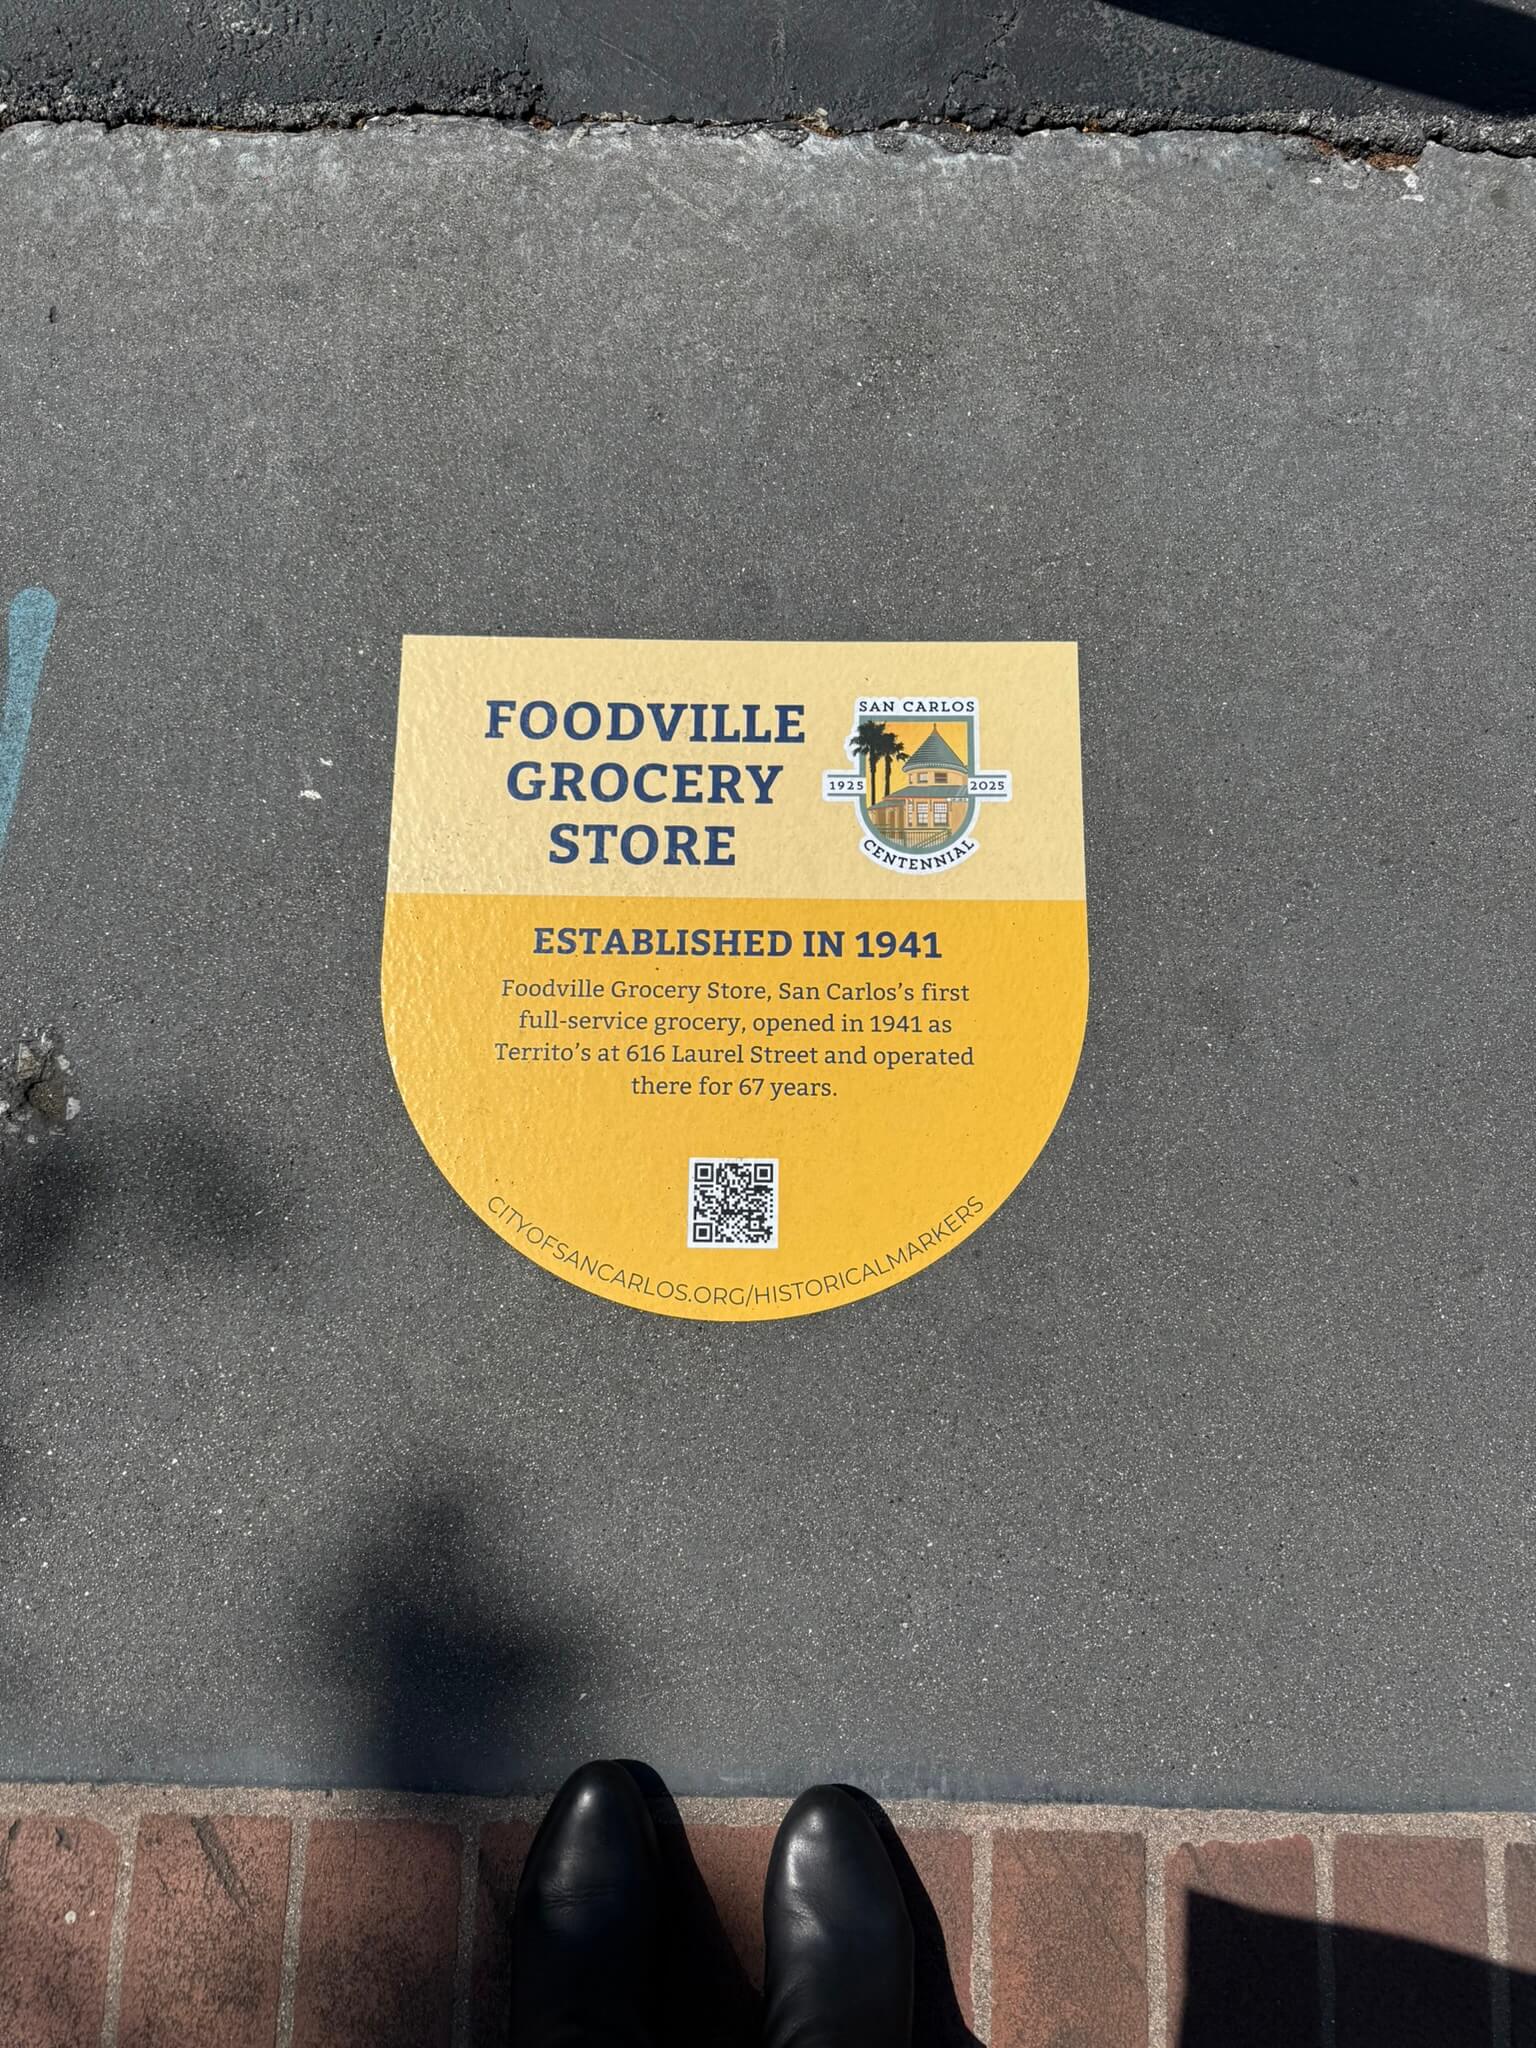 FOODVILLE
GROCERY
STORE
SAN CARLOS
1925
2025
CENTENNIAL
ESTABLISHED IN 1941
Foodville Grocery Store, San Carlos's first
full-service grocery, opened in 1941 as
Territo's at 616 Laurel Street and operated
there for 67 years.
CITYOFSANCARLOS.ORG/HISTORICALMARKERS